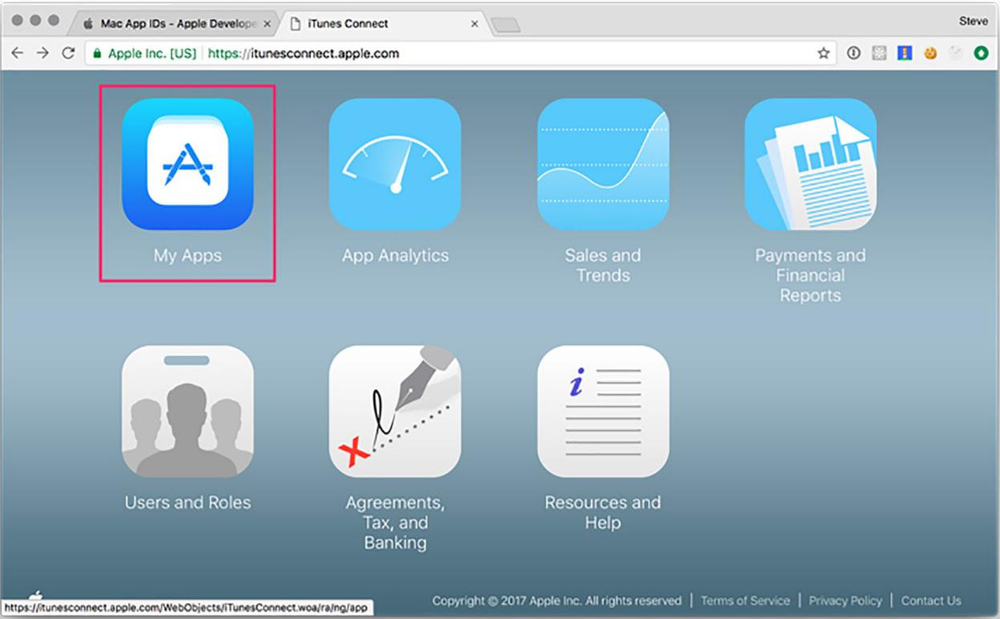 Mac App IDs - Apple Develope
iTunes Connect
Steve
Apple Inc. [US]
https://itunesconnect.apple.com
My Apps
App Analytics
Sales and
Trends
Payments and
Financial
Reports
Users and Roles
Agreements,
Tax, and
Banking
Resources and
Help
Copyright © 2017 Apple Inc. All rights reserved | Terms of Service | Privacy Policy | Contact Us
https://itunesconnect.apple.com/WebObjects/iTunesConnect.woa/ra/ng/app